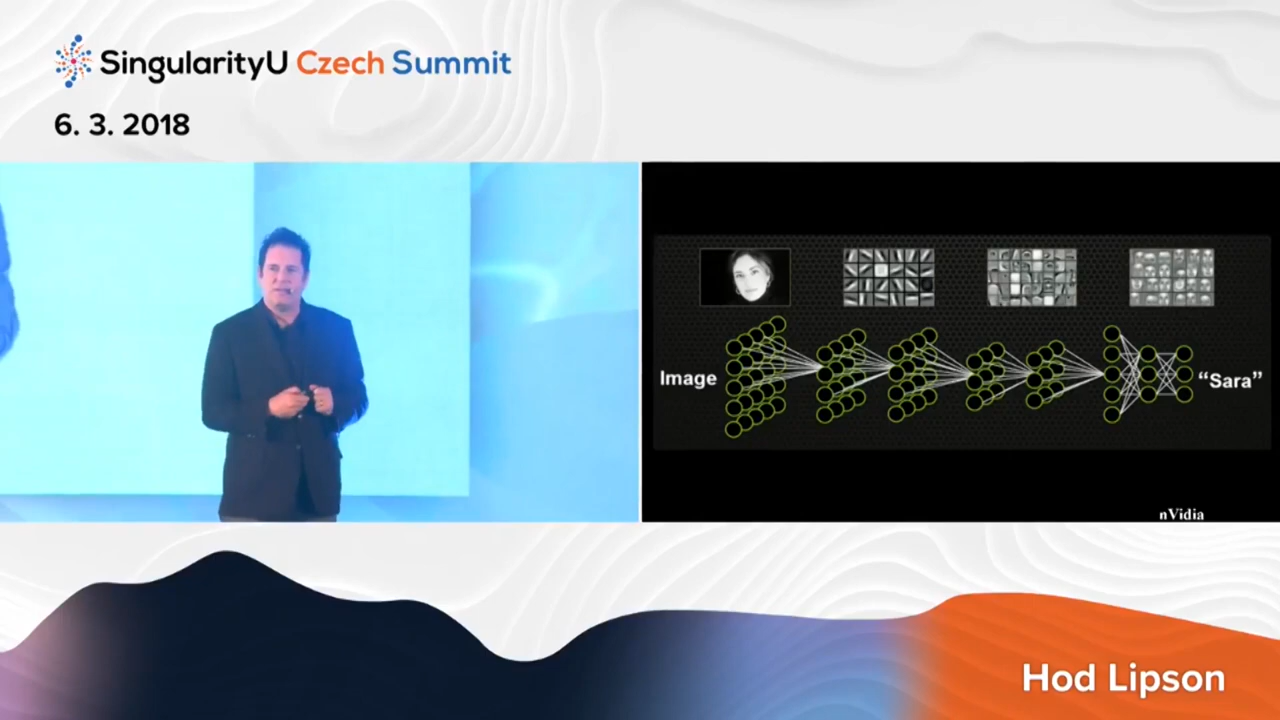 SingularityU Czech Summit
6. 3. 2018
Image
“Sara”
nVidia
Hod Lipson